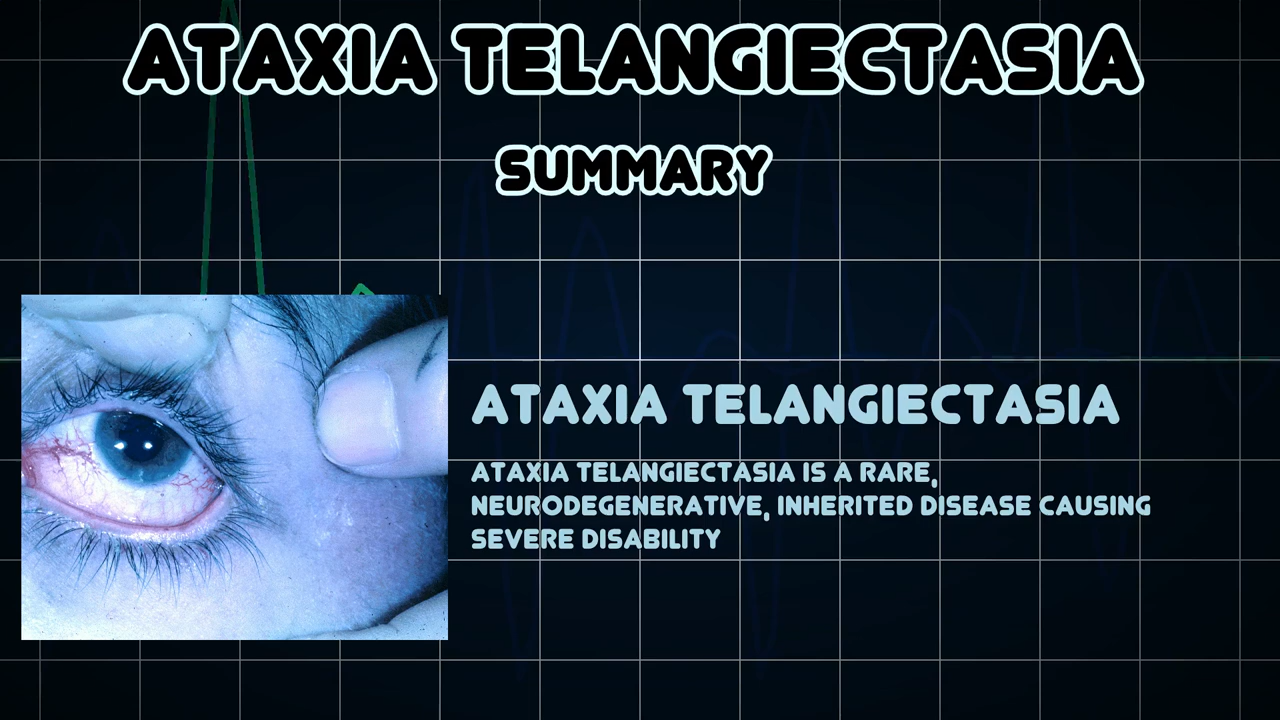 ATAXIA TELANGIECTASIA
SUMMARY
ATAXIA TELANGIECTASIA
ATAXIA TELANGIECTASIA IS A RARE,
NEURODEGENERATIVE, INHERITED DISEASE CAUSING
SEVERE DISABILITY